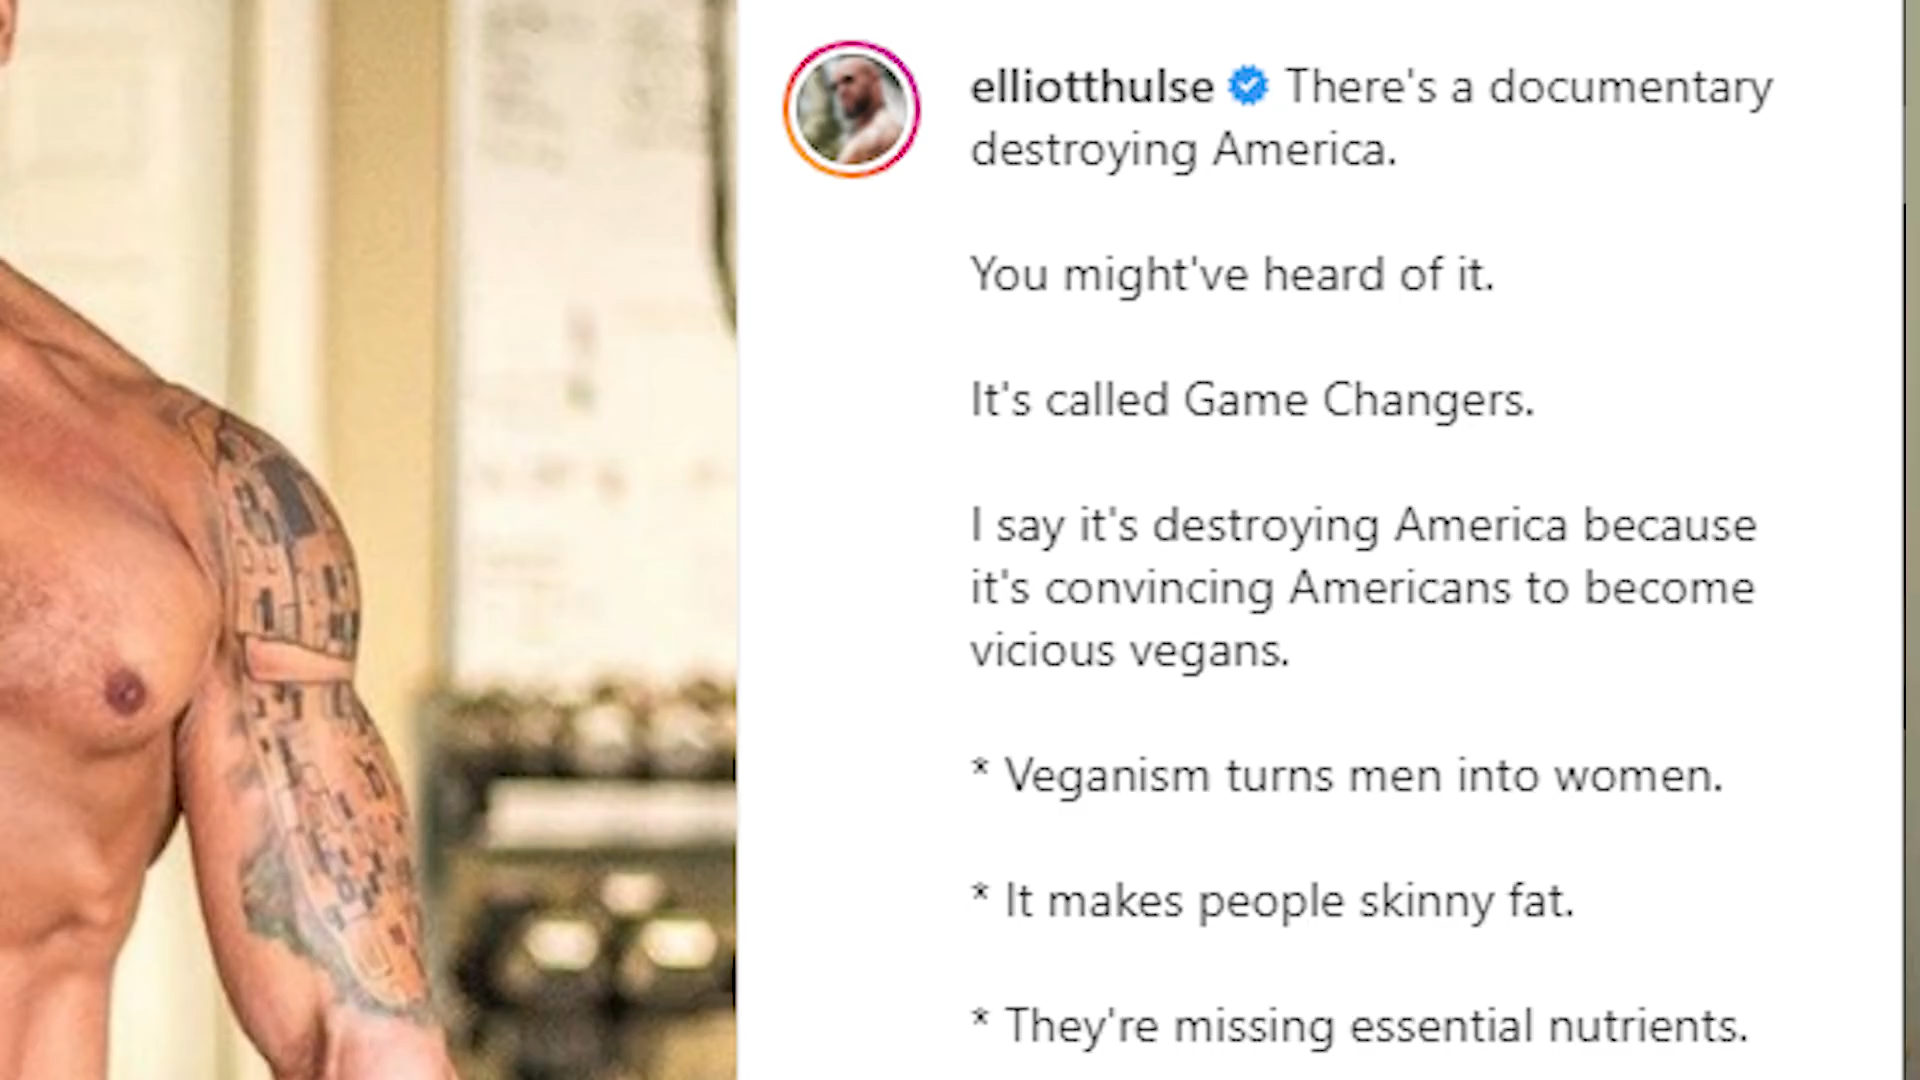 elliotthulse There's a documentary
destroying America.
You might've heard of it.
It's called Game Changers.
I say it's destroying America because
it's convincing Americans to become
vicious vegans.
* Veganism turns men into women.
* It makes people skinny fat.
* They're missing essential nutrients.